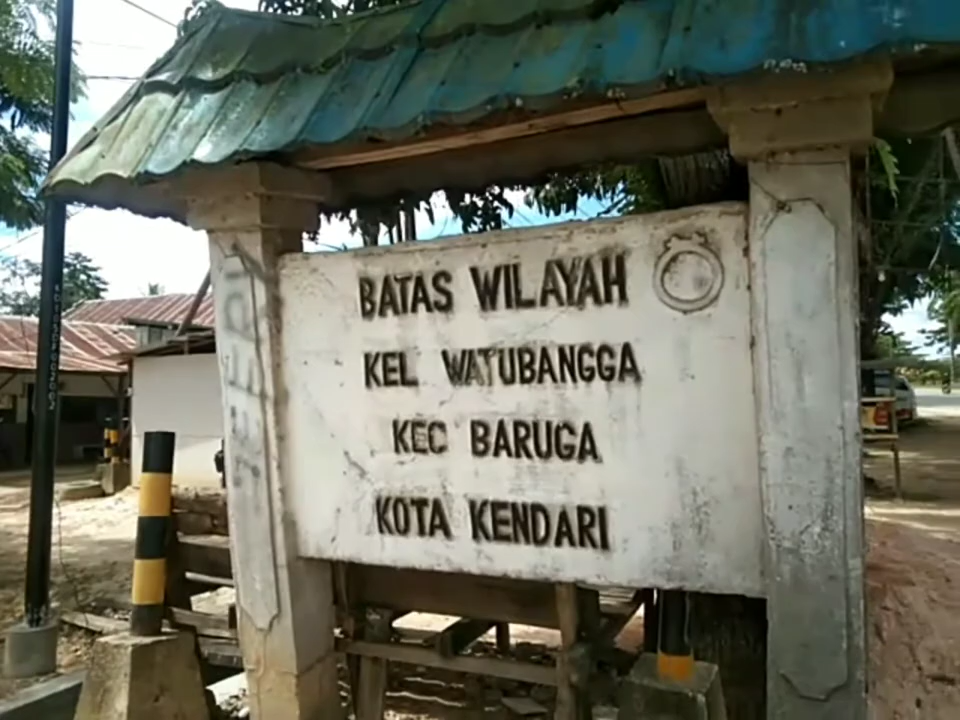 BATAS WILAYAH
KEL WATUBANGGA
KEC BARUGA
KOTA KENDARI